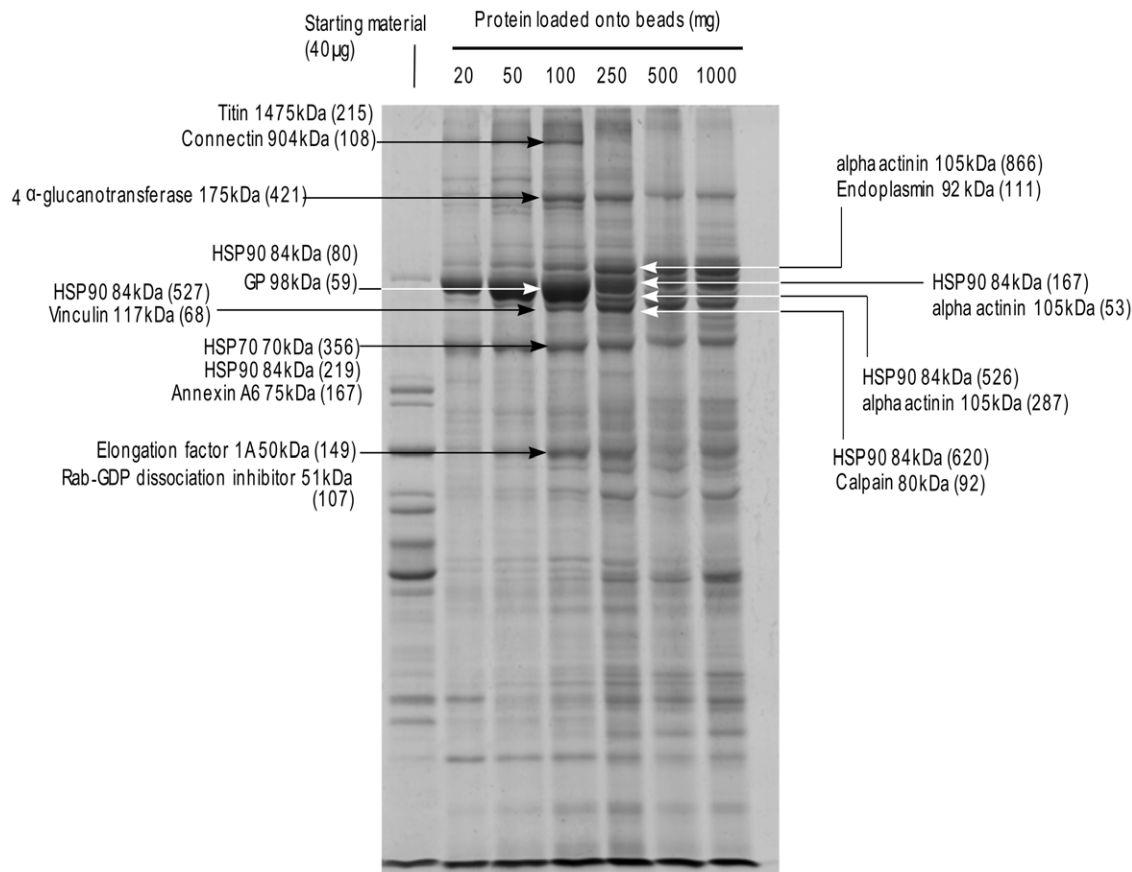 Starting material
(40µg)
Protein loaded onto beads (mg)
20 50 100 250 500 1000
Titin 1475kDa (215)
Connectin 904kDa (108)
4 α-glucanotransferase 175kDa (421)
HSP90 84kDa (80)
GP 98kDa (59)
HSP90 84kDa (527)
Vinculin 117kDa (68)
HSP70 70kDa (356)
HSP90 84kDa (219)
Annexin A6 75kDa (167)
Elongation factor 1A 50kDa (149)
Rab-GDP dissociation inhibitor 51kDa
(107)
alpha actinin 105kDa (866)
Endoplasmin 92 kDa (111)
HSP90 84kDa (167)
alpha actinin 105kDa (53)
HSP90 84kDa (526)
alpha actinin 105kDa (287)
HSP90 84kDa (620)
Calpain 80kDa (92)